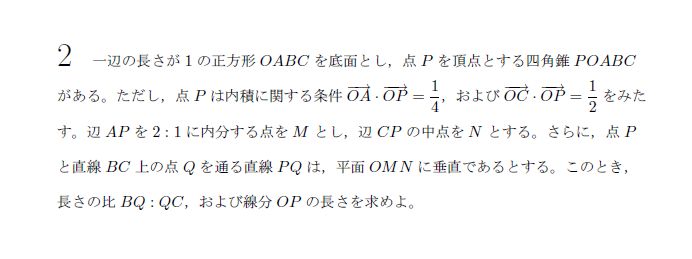 2 一辺の長さが 1 の正方形 OABC を底面とし，点 P を頂点とする四角錐 POABC
がある。ただし，点 P は内積に関する条件 $\overrightarrow{OA} \cdot \overrightarrow{OP} = \frac{1}{4}$，および $\overrightarrow{OC} \cdot \overrightarrow{OP} = \frac{1}{2}$ をみた
す。辺 AP を 2 : 1 に内分する点を M とし，辺 CP の中点を N とする。さらに，点 P
と直線 BC 上の点 Q を通る直線 PQ は，平面 OMN に垂直であるとする。このとき，
長さの比 BQ : QC，および線分 OP の長さを求めよ。